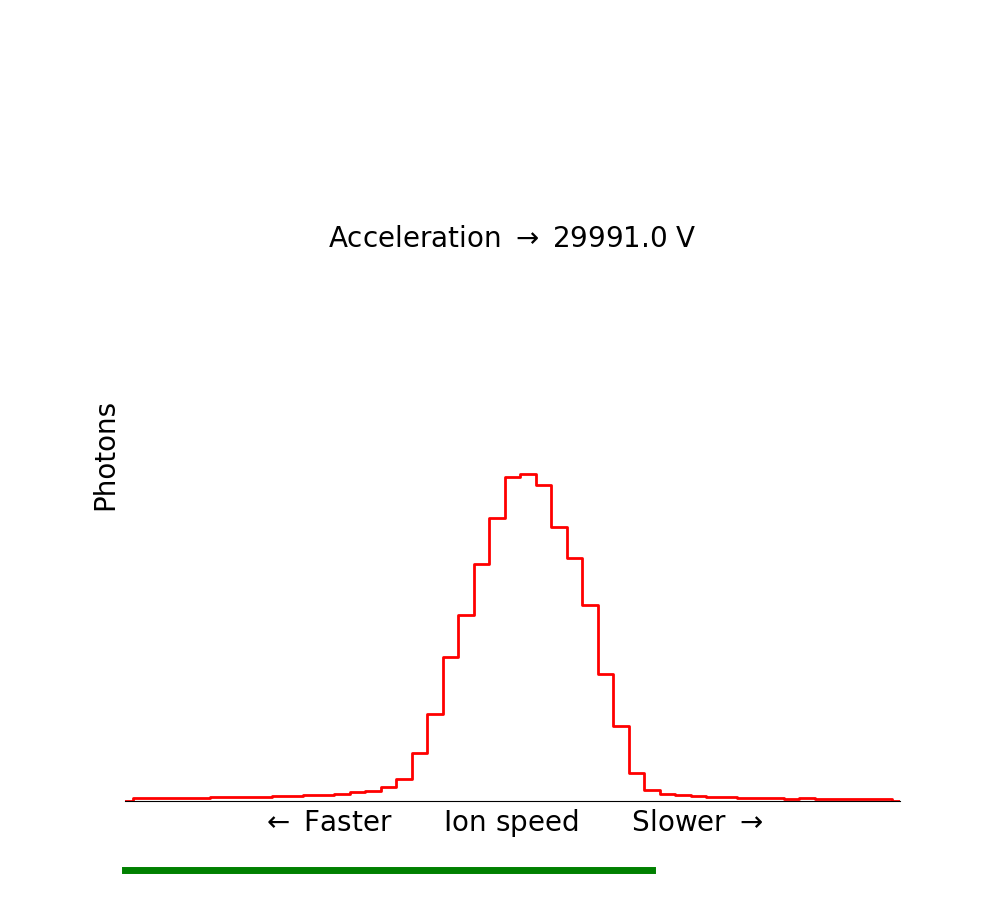 Acceleration → 29991.0 V
Photons
← Faster Ion speed Slower →